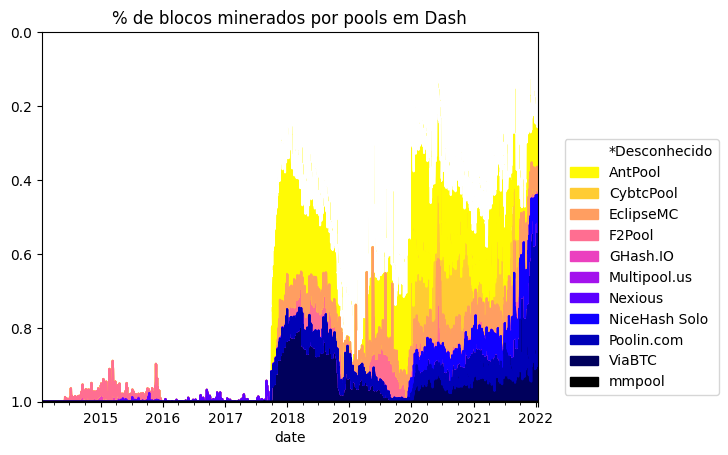 % de blocos minerados por pools em Dash
0.0
0.2
0.4
0.6
0.8
1.0
2015
2016
2017
2018
2019
2020
2021
2022
date
*Desconhecido
AntPool
CybtcPool
EclipseMC
F2Pool
GHash.IO
Multipool.us
Nexious
NiceHash Solo
Poolin.com
ViaBTC
mmpool